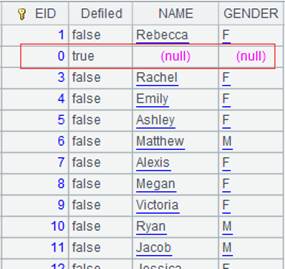 EID Defiled NAME GENDER
1 false Rebecca F
0 true (null) (null)
3 false Rachel F
4 false Emily F
5 false Ashley F
6 false Matthew M
7 false Alexis F
8 false Megan F
9 false Victoria F
10 false Ryan M
11 false Jacob M
12 false Jessica F